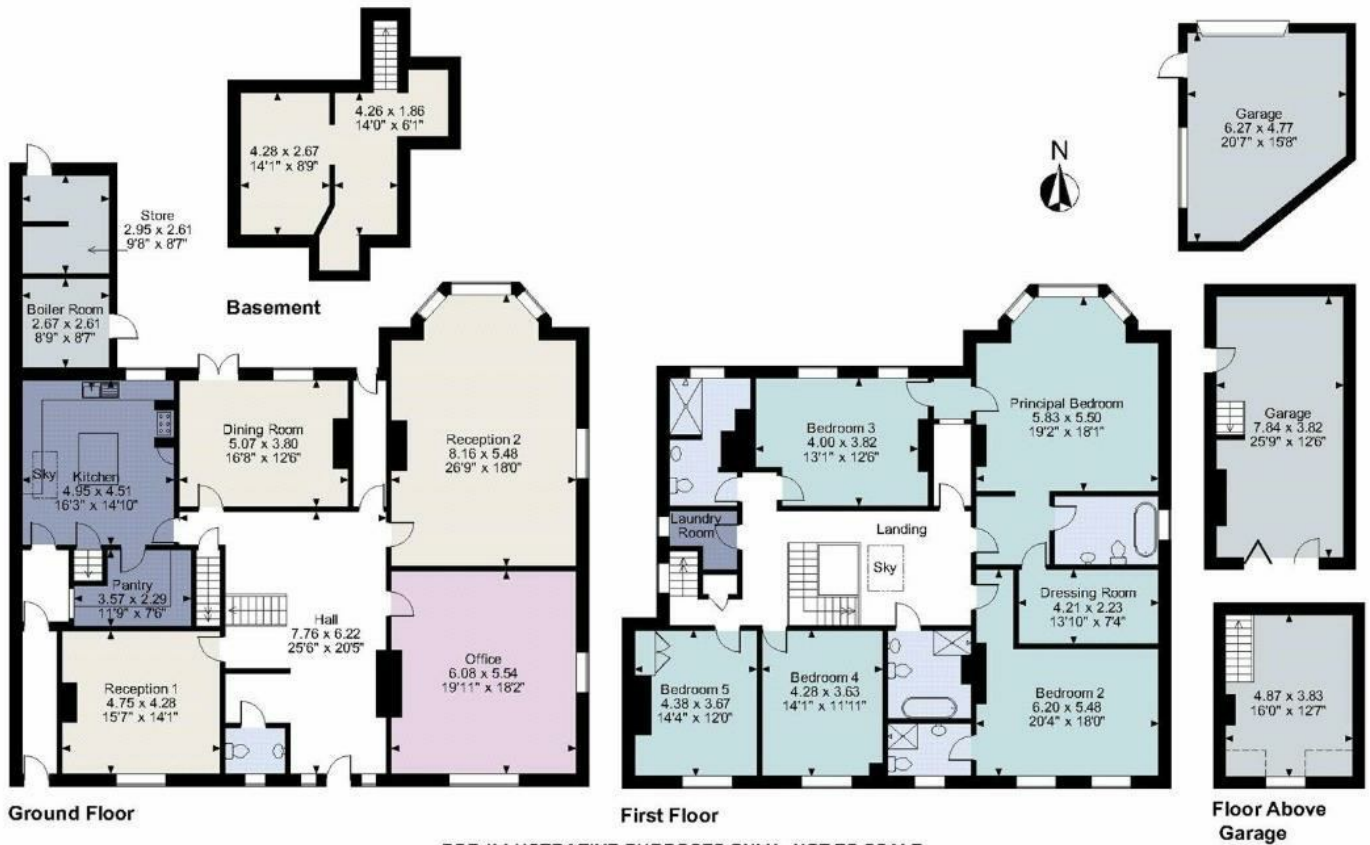 4.26 x 1.86
14'0" x 6'1"
4.28 x 2.67
14'1" x 8'9"
Basement
Store
2.95 x 2.61
9'8" x 8'7"
Boiler Room
2.67 x 2.61
8'9" x 8'7"
Sky
Kitchen
4.95 x 4.51
16'3" x 14'10"
Dining Room
5.07 x 3.80
16'8" x 12'6"
Reception 2
8.16 x 5.48
26'9" x 18'0"
Pantry
3.57 x 2.29
11'9" x 7'6"
Hall
7.76 x 6.22
25'6" x 20'5"
Reception 1
4.75 x 4.28
15'7" x 14'1"
Office
6.08 x 5.54
19'11" x 18'2"
Ground Floor
N
Principal Bedroom
5.83 x 5.50
19'2" x 18'1"
Bedroom 3
4.00 x 3.82
13'1" x 12'6"
Laundry
Room
Landing
Sky
Dressing Room
4.21 x 2.23
13'10" x 7'4"
Bedroom 5
4.38 x 3.67
14'4" x 12'0"
Bedroom 4
4.28 x 3.63
14'1" x 11'11"
Bedroom 2
6.20 x 5.48
20'4" x 18'0"
First Floor
Garage
6.27 x 4.77
20'7" x 15'8"
Garage
7.84 x 3.82
25'9" x 12'6"
4.87 x 3.83
16'0" x 12'7"
Floor Above
Garage